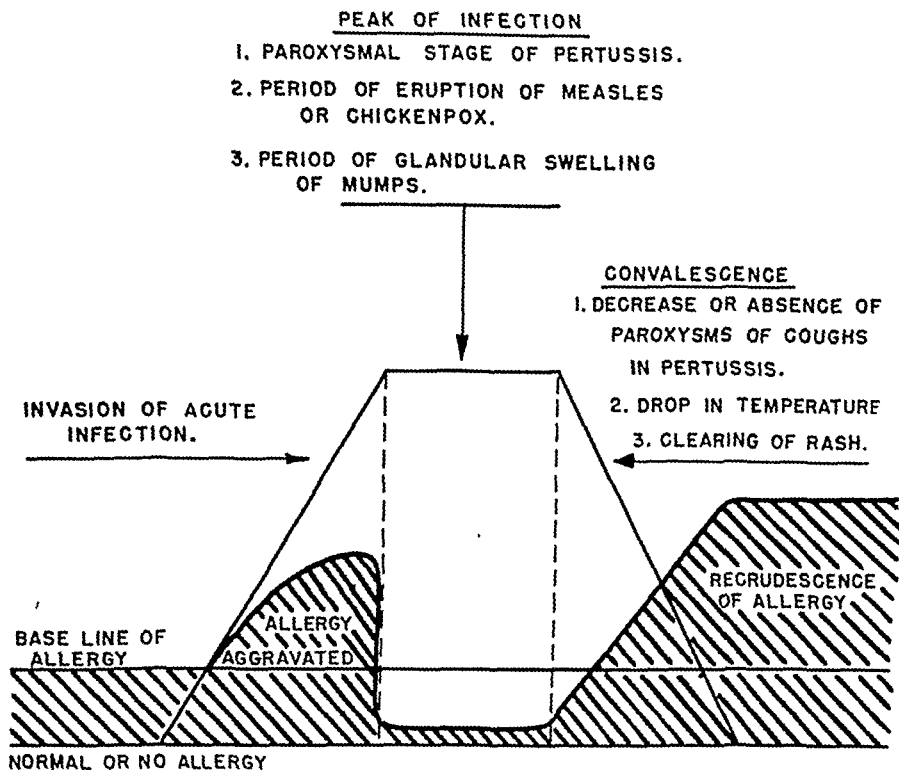 PEAK OF INFECTION
1. PAROXYSMAL STAGE OF PERTUSSIS.
2. PERIOD OF ERUPTION OF MEASLES
OR CHICKENPOX.
3. PERIOD OF GLANDULAR SWELLING
OF MUMPS.
CONVALESCENCE
1. DECREASE OR ABSENCE OF
PAROXYSMS OF COUGHS
IN PERTUSSIS.
2. DROP IN TEMPERATURE
3. CLEARING OF RASH.
INVASION OF ACUTE
INFECTION.
RECRUDESCENCE
OF ALLERGY
ALLERGY
AGGRAVATED
BASE LINE OF
ALLERGY
NORMAL OR NO ALLERGY